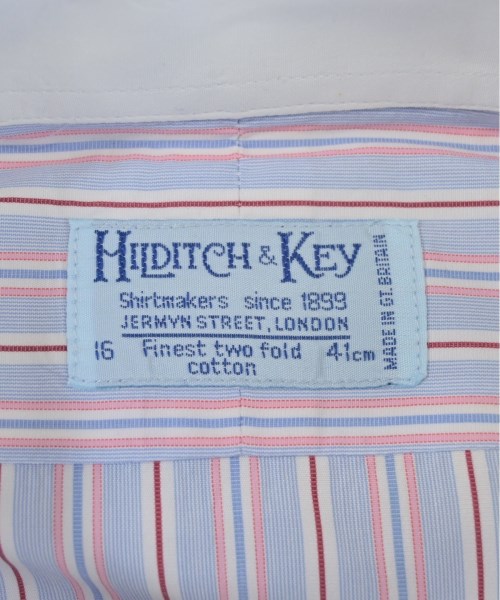 HILDITCH & KEY
Shirtmakers since 1899
JERMYN STREET, LONDON
16 Finest two fold 41cm
cotton
MADE IN GT. BRITAIN